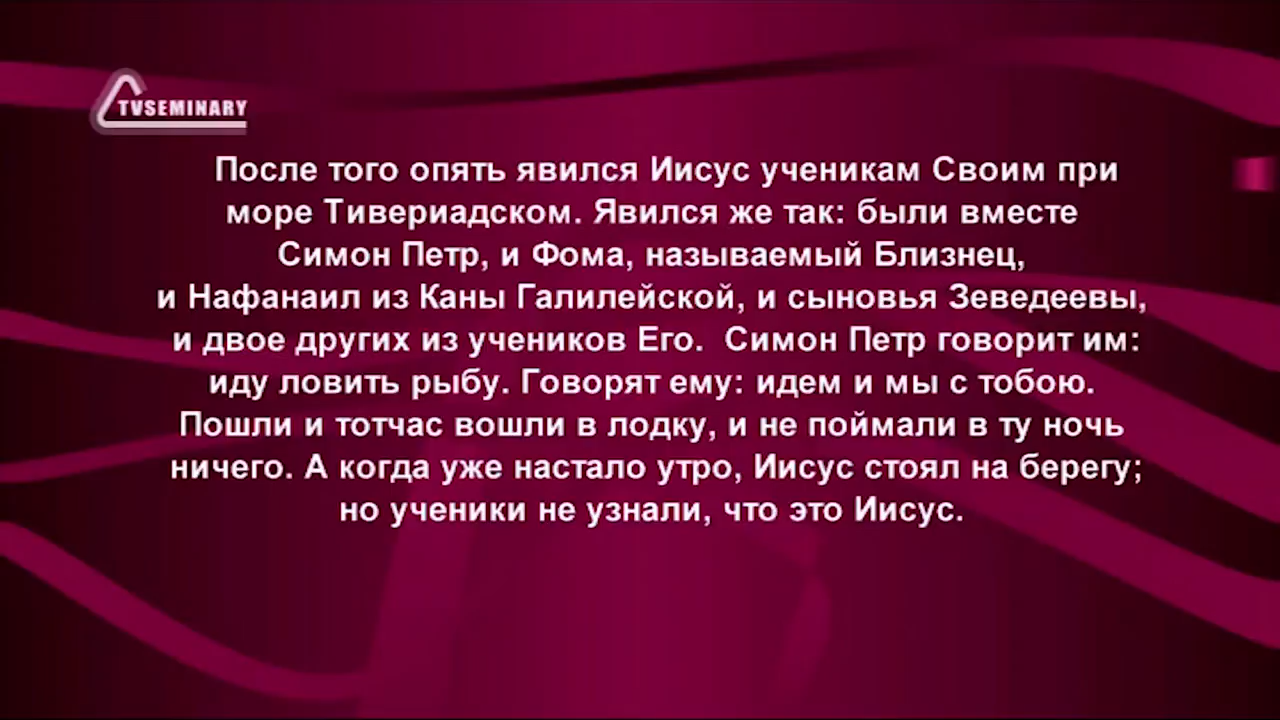 TVSEMINARY
После того опять явился Иисус ученикам Своим при
море Тивериадском. Явился же так: были вместе
Симон Петр, и Фома, называемый Близнец,
и Нафанаил из Каны Галилейской, и сыновья Зеведеевы,
и двое других из учеников Его. Симон Петр говорит им:
иду ловить рыбу. Говорят ему: идем и мы с тобою.
Пошли и тотчас вошли в лодку, и не поймали в ту ночь
ничего. А когда уже настало утро, Иисус стоял на берегу;
но ученики не узнали, что это Иисус.